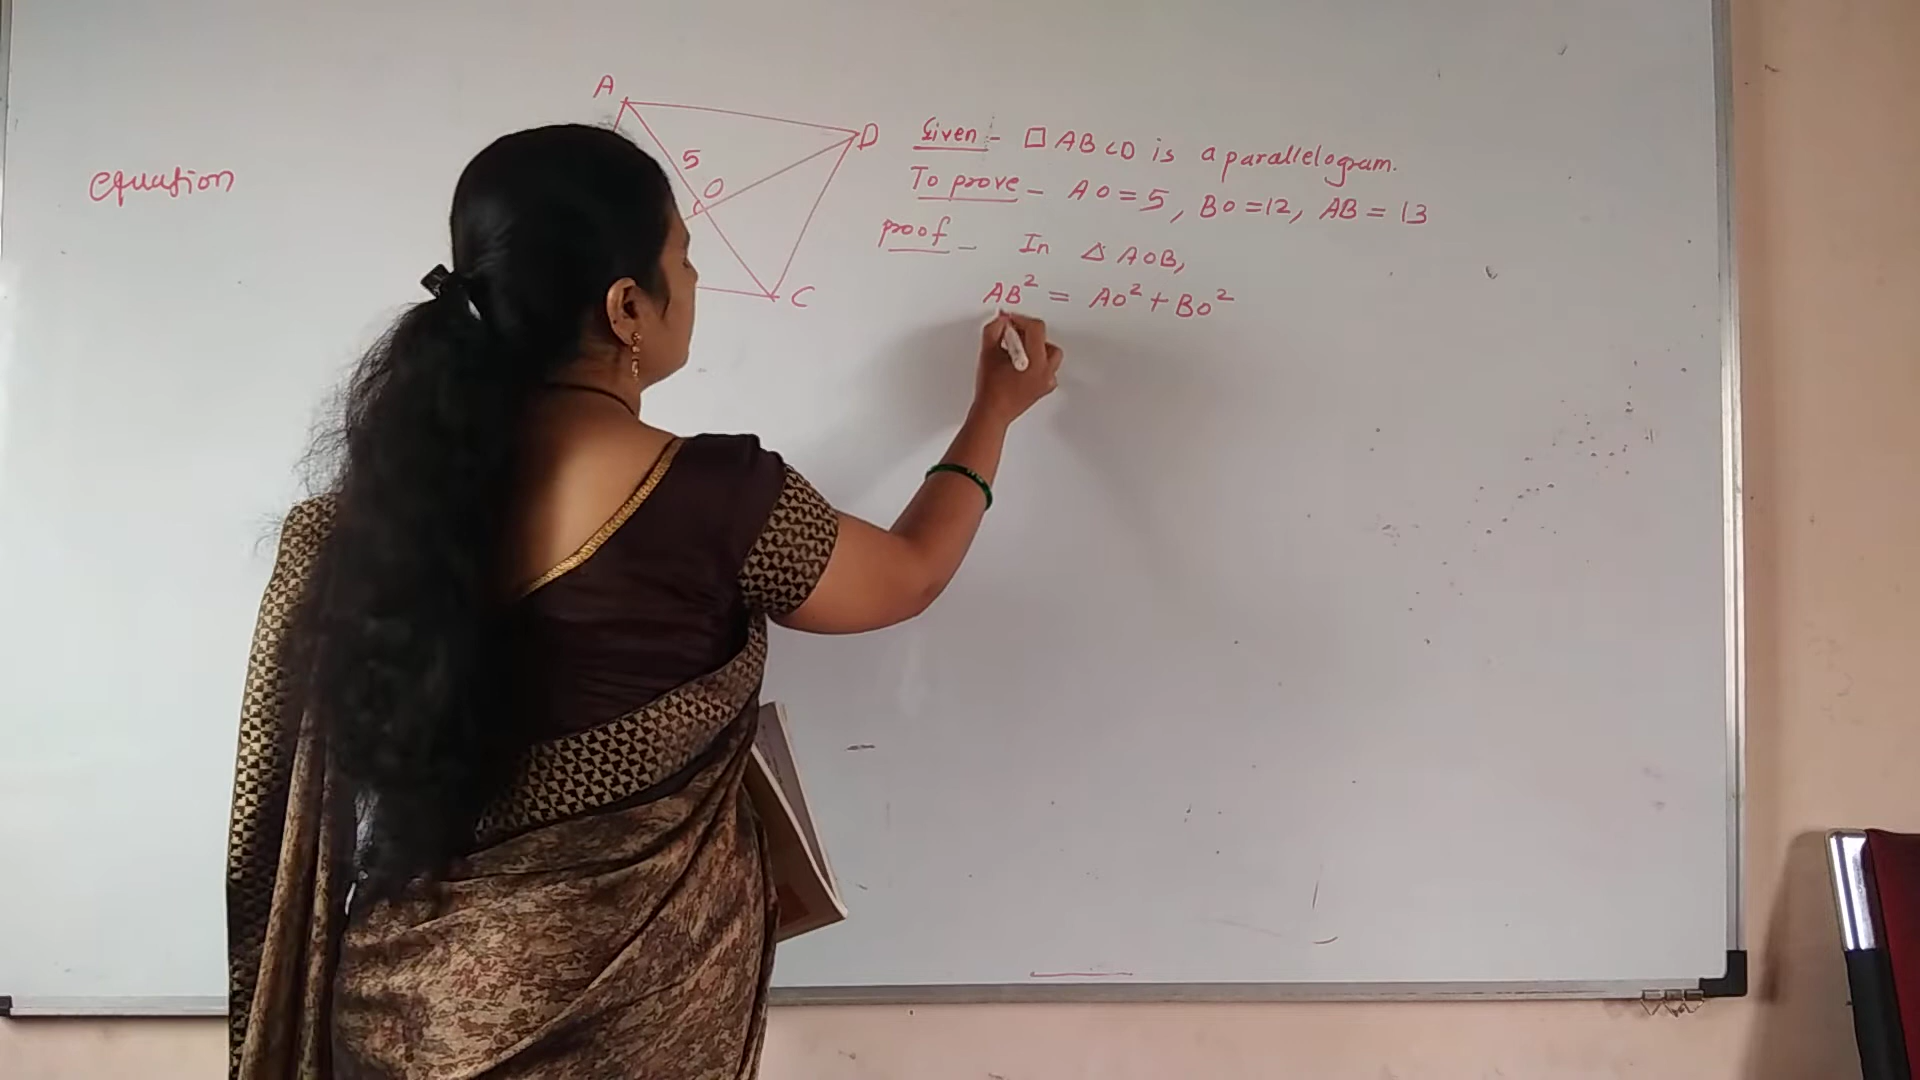 equation
A
D
5
O
C
Given :- □ ABCD is a parallelogram.
To prove - AO = 5, BO = 12, AB = 13
proof - In △ AOB,
AB² = AO² + BO²